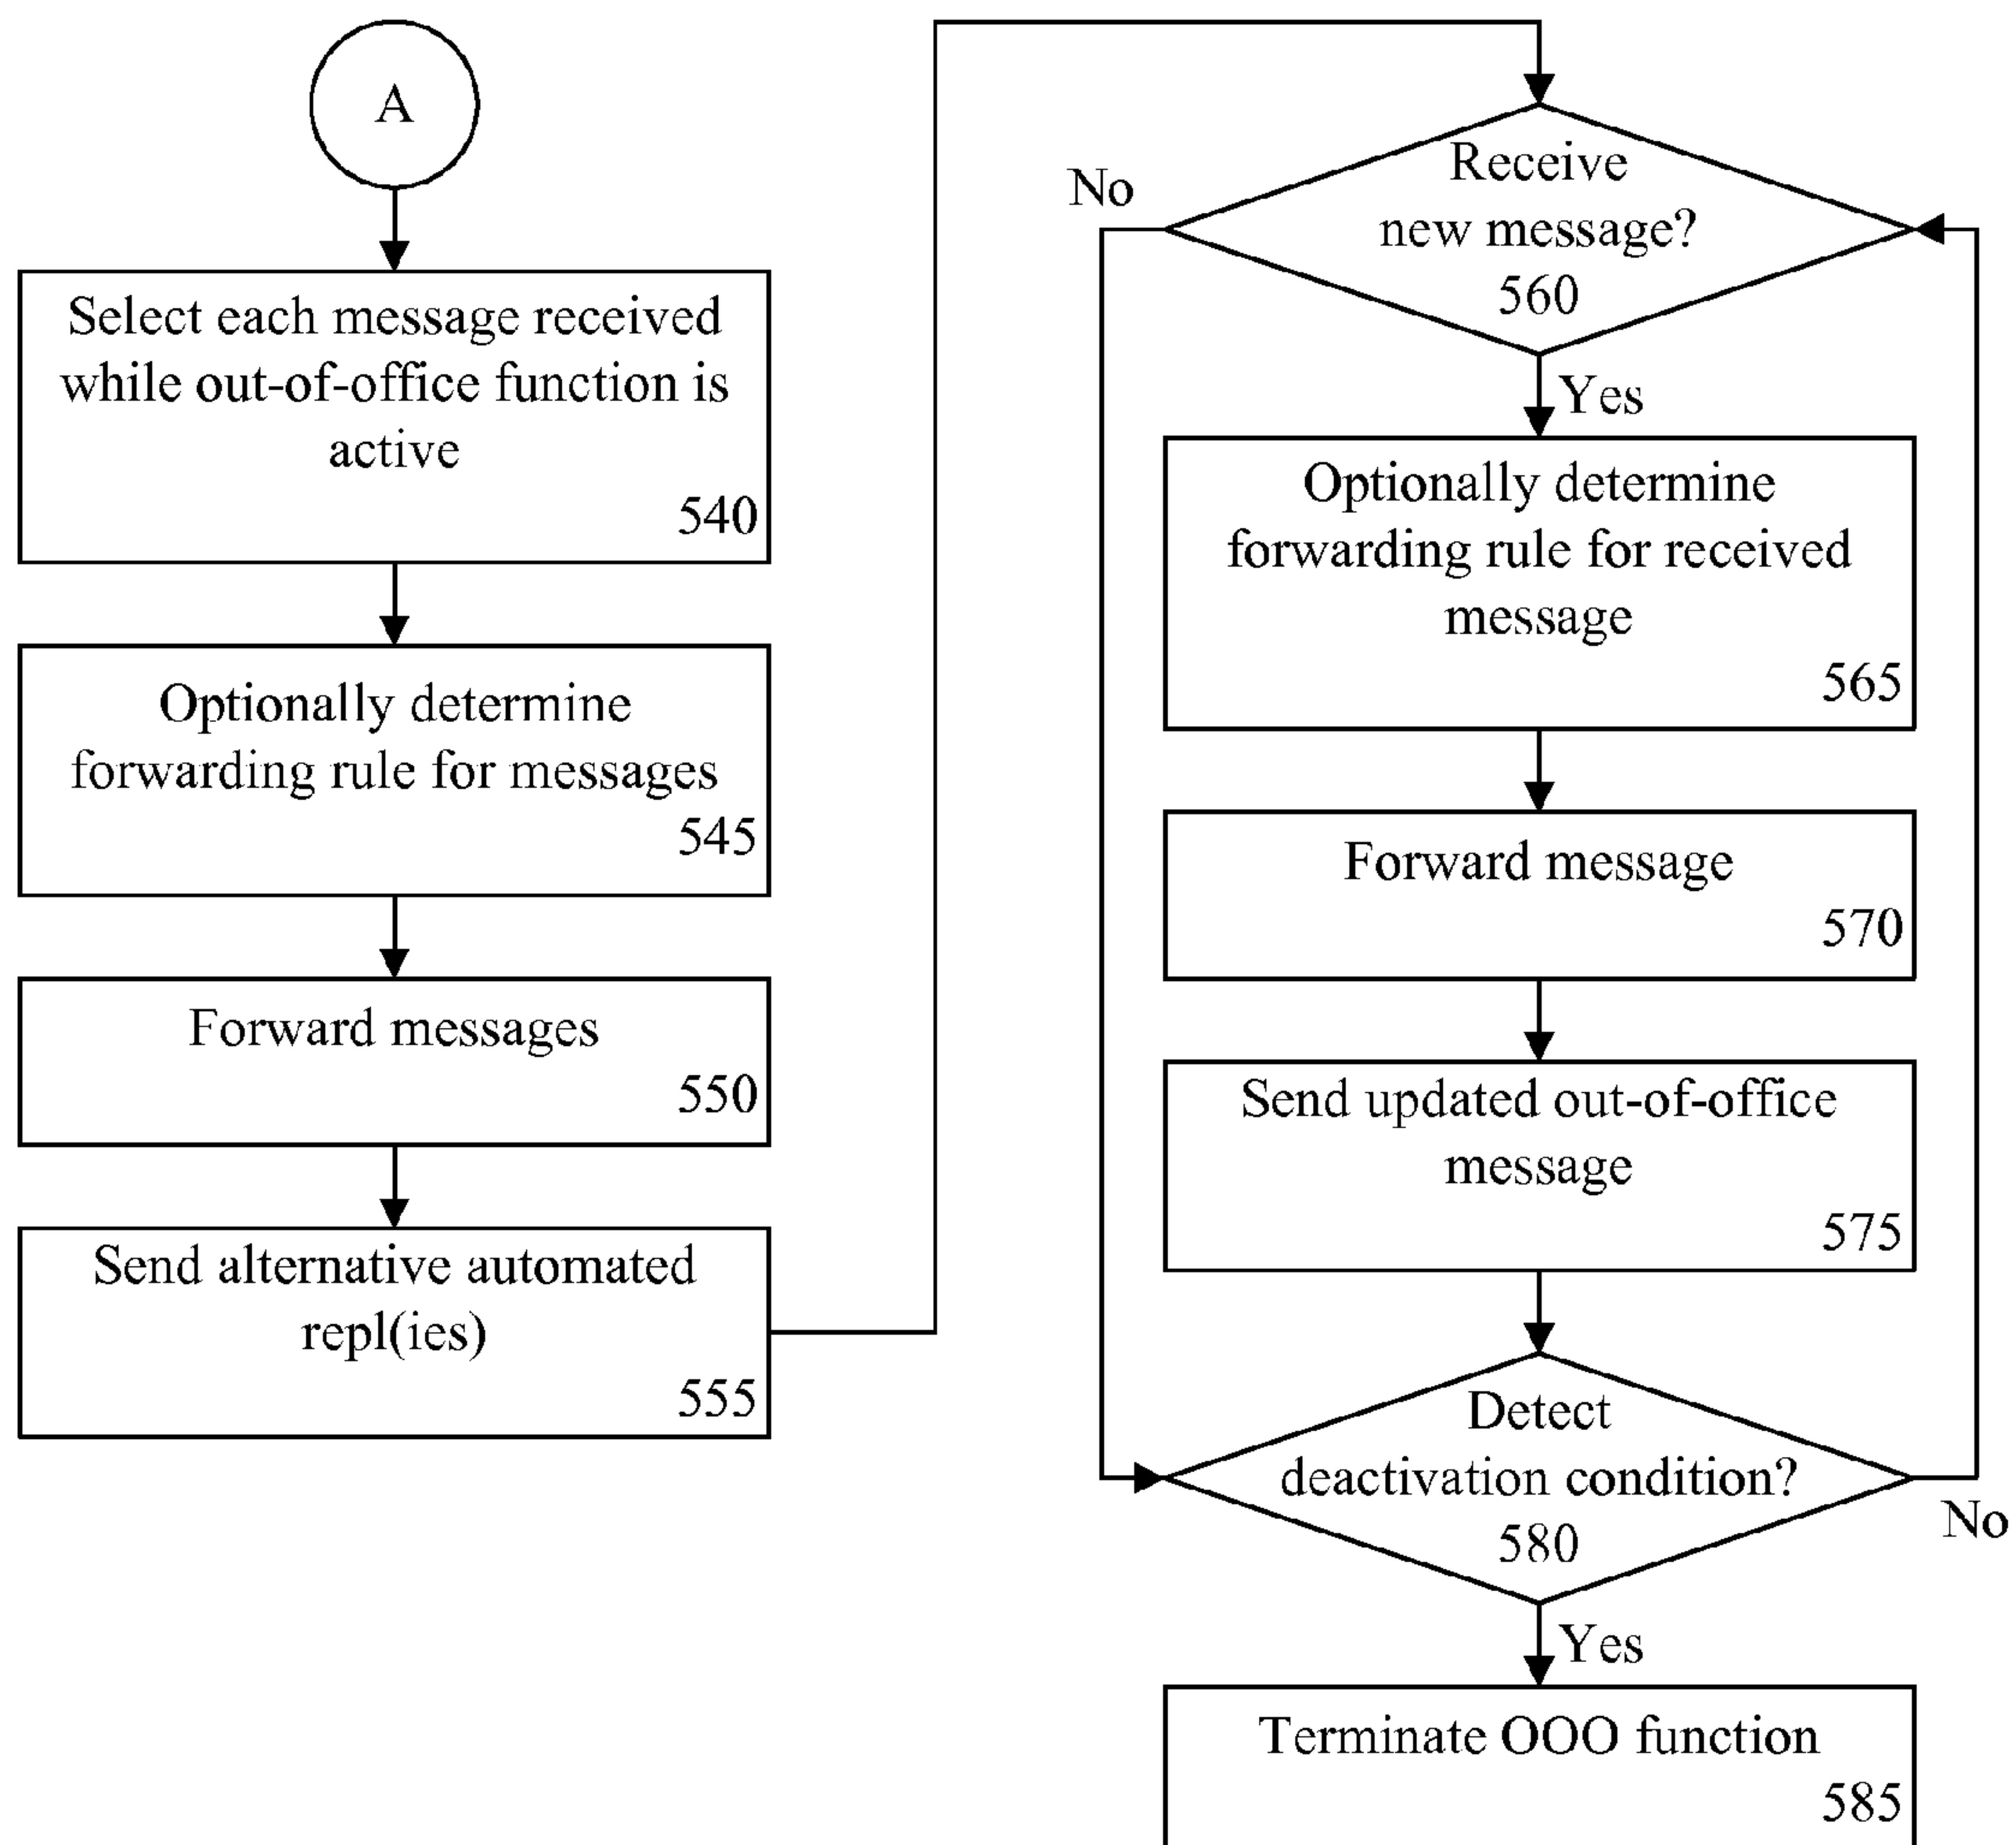 A
Select each message received
while out-of-office function is
active
540
Optionally determine
forwarding rule for messages
545
Forward messages
550
Send alternative automated
repl(ies)
555
Receive
new message?
560
No
Yes
Optionally determine
forwarding rule for received
message
565
Forward message
570
Send updated out-of-office
message
575
Detect
deactivation condition?
580
No
Yes
Terminate OOO function
585